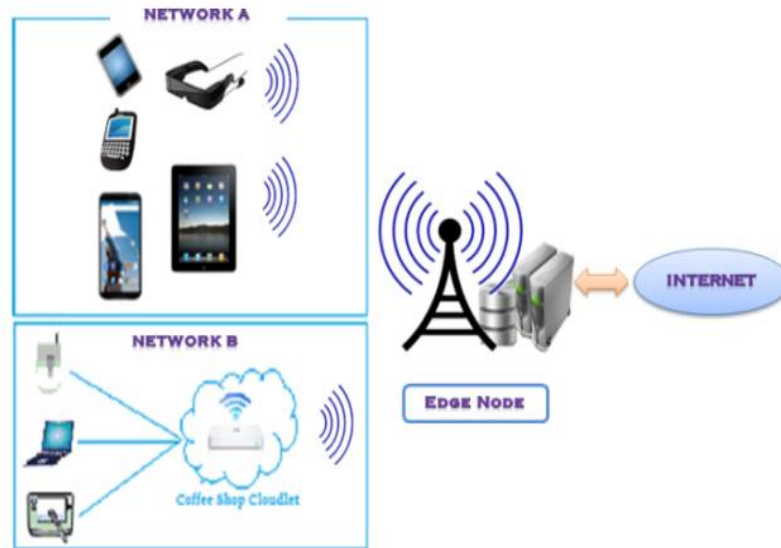 NETWORK A
INTERNET
NETWORK B
EDGE NODE
Coffee Shop Cloudlet